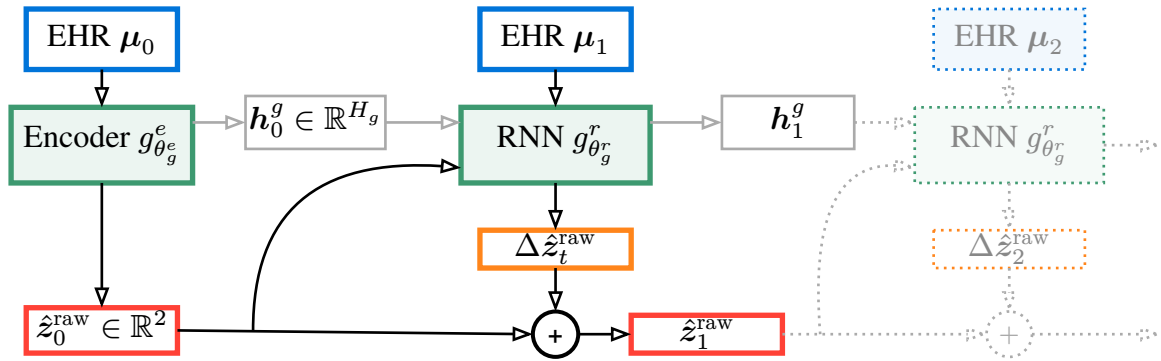 EHR μ₀
EHR μ₁
EHR μ₂
Encoder g^e_{θ^e_g}
h^g_0 ∈ ℝ^{H_g}
RNN g^r_{θ^r_g}
h^g_1
RNN g^r_{θ^r_g}
Δẑ^raw_t
Δẑ^raw_2
ẑ^raw_0 ∈ ℝ²
+
ẑ^raw_1
+